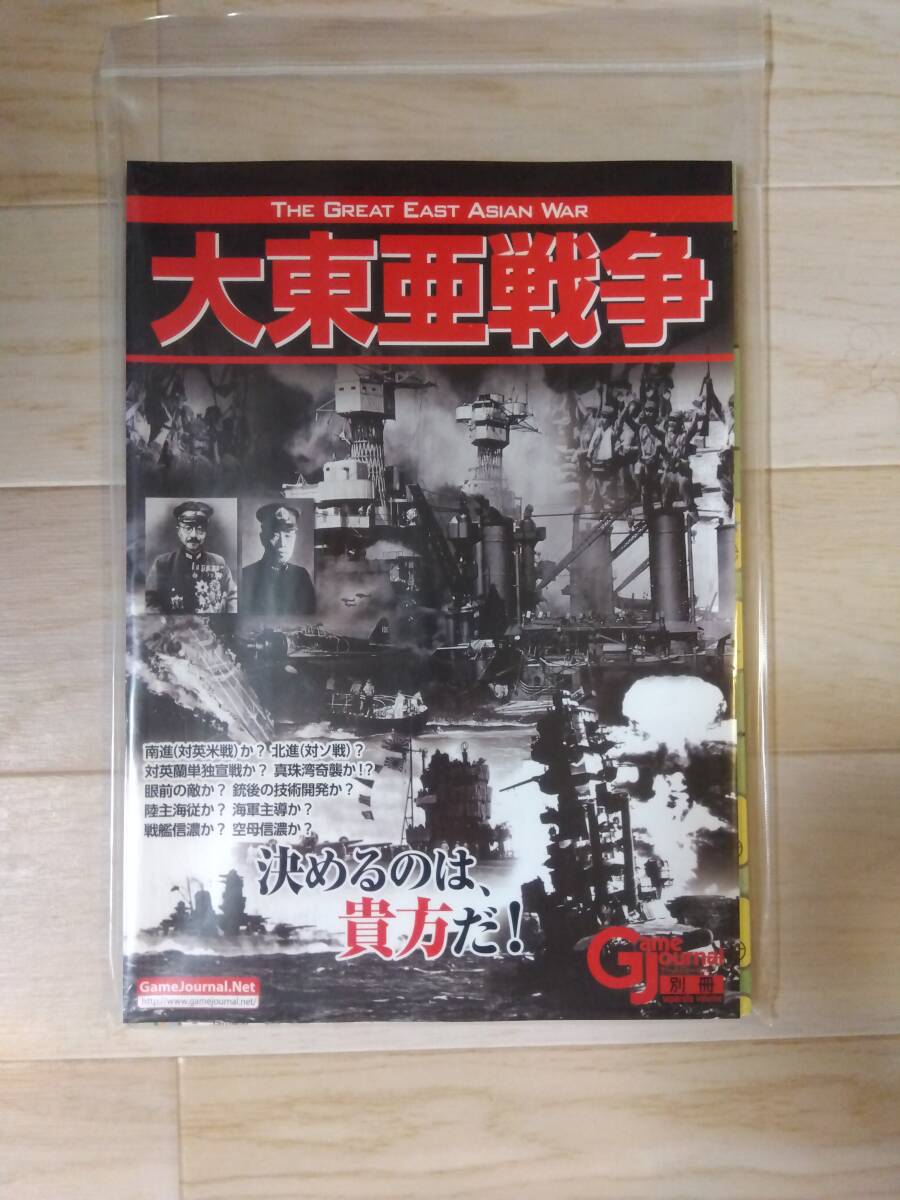 THE GREAT EAST ASIAN WAR
大東亜戦争
南進(対英米戦)か? 北進(対ソ戦)?
対英蘭単独宣戦か? 真珠湾奇襲か!?
眼前の敵か? 銃後の技術開発か?
陸主海従か? 海軍主導か?
戦艦信濃か? 空母信濃か?
決めるのは、
貴方だ!
Game
Journal
別冊
GameJournal.Net
http://www.gamejournal.net/